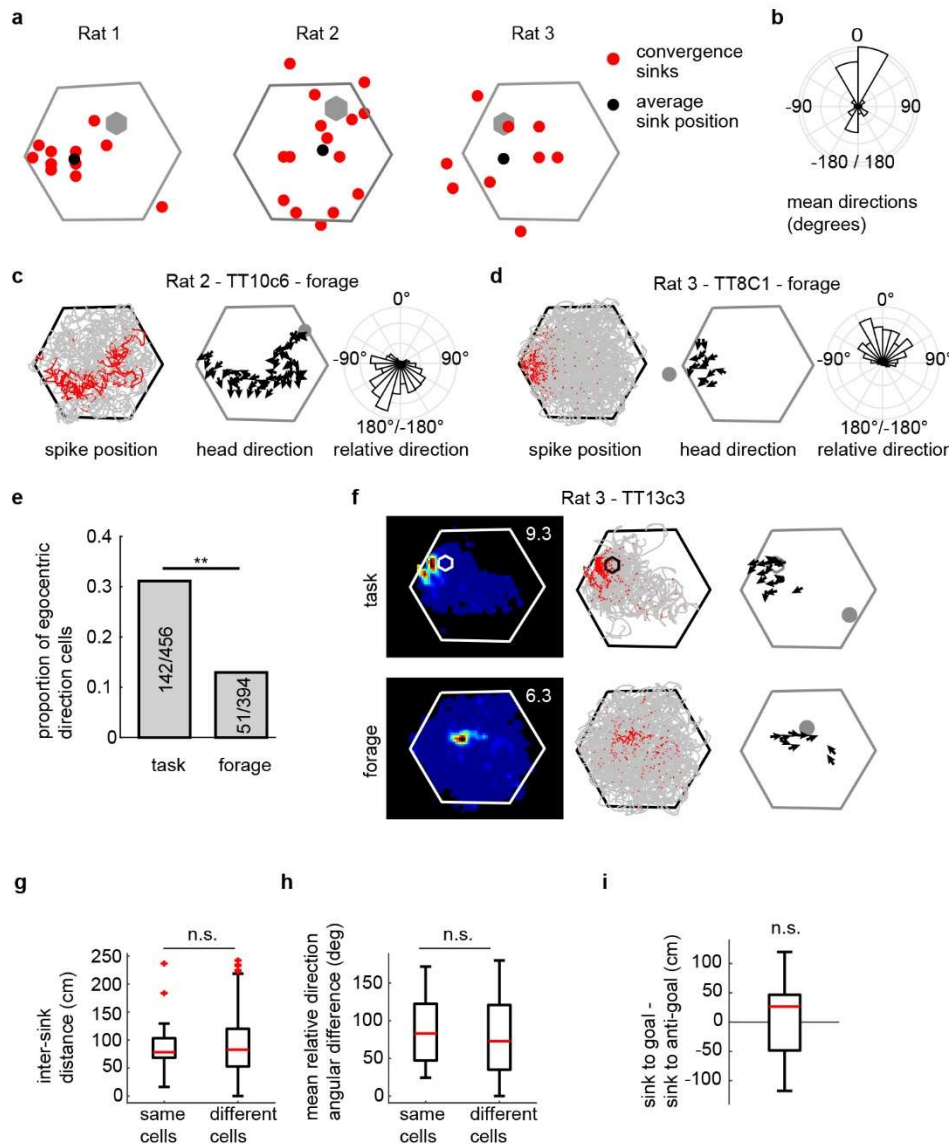 a
Rat 1
Rat 2
Rat 3
convergence
sinks
average
sink position
b
0
-90
90
-180 / 180
mean directions
(degrees)
c
Rat 2 - TT10c6 - forage
0°
-90°
90°
180°/-180°
spike position
head direction
relative direction
d
Rat 3 - TT8C1 - forage
0°
-90°
90°
180°/-180°
spike position
head direction
relative direction
e
proportion of egocentric
direction cells
0.4
0.3
0.2
0.1
0
**
142/456
51/394
task
forage
f
Rat 3 - TT13c3
task
9.3
forage
6.3
g
inter-sink
distance (cm)
n.s.
250
200
150
100
50
0
same
cells
different
cells
h
mean relative direction
angular difference (deg)
n.s.
150
100
50
0
same
cells
different
cells
i
sink to goal -
sink to anti-goal (cm)
n.s.
100
50
0
-50
-100